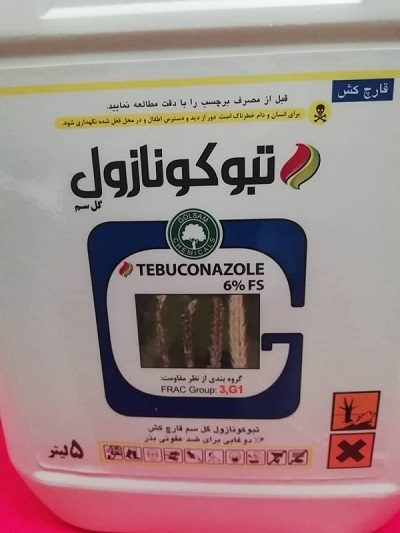 قارچ کش
قبل از مصرف برچسب را با دقت مطالعه نمایید.
برای انسان و دام خطرناک است. دور از دید و دسترس اطفال و در محل قفل شده نگهداری شود.
تبوکونازول
گل سم
GOLSAM
CHEMICALS
TEBUCONAZOLE
6% FS
گروه بندی از نظر مقاومت:
FRAC Group: 3,G1
تبوکونازول گل سم قارچ کش
۶٪ دوغابی برای ضد عفونی بذر
۵ لیتر